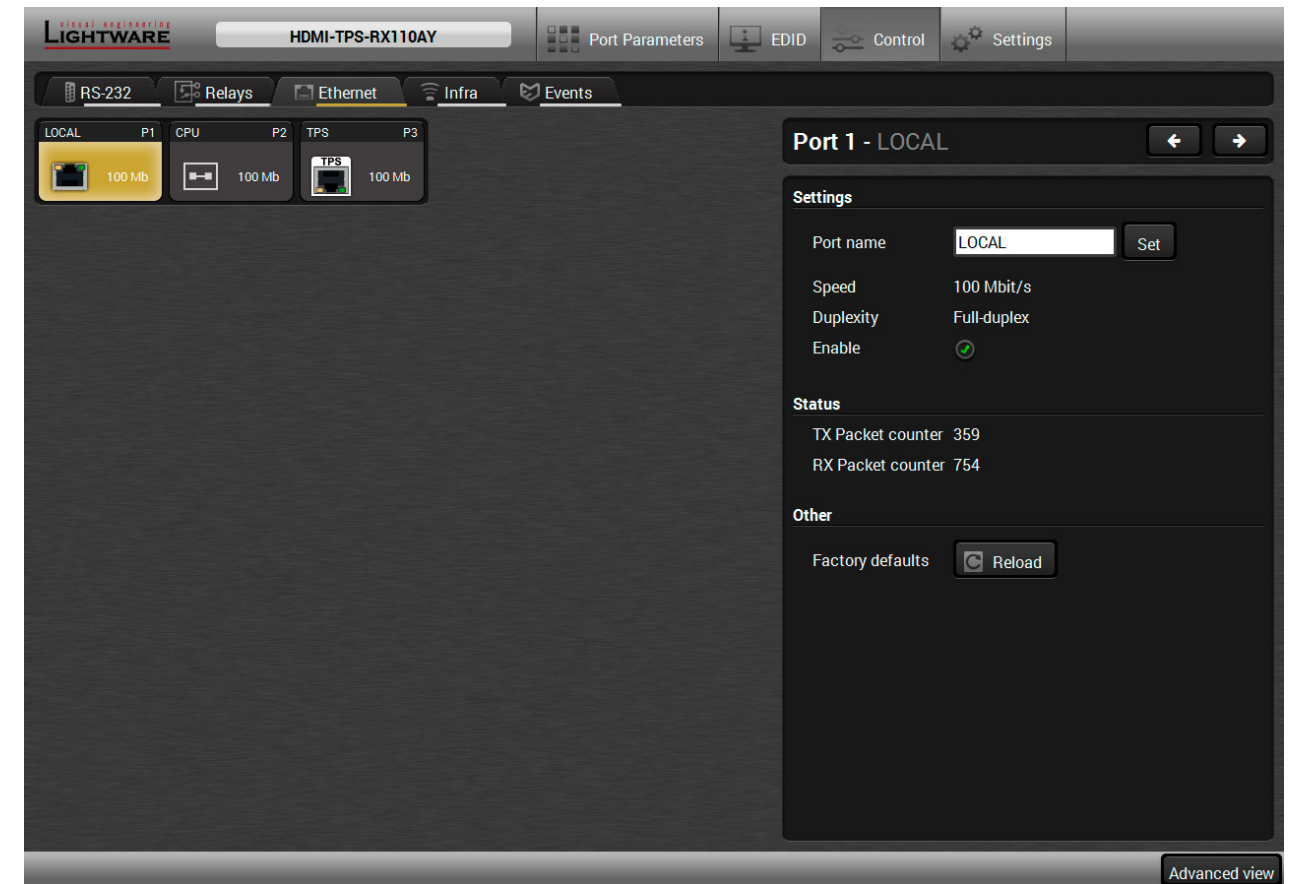 visual engineering
LIGHTWARE
HDMI-TPS-RX110AY
Port Parameters
EDID
Control
Settings
RS-232
Relays
Ethernet
Infra
Events
LOCAL P1
100 Mb
CPU P2
100 Mb
TPS P3
TPS
100 Mb
Port 1 - LOCAL
Settings
Port name LOCAL Set
Speed 100 Mbit/s
Duplexity Full-duplex
Enable
Status
TX Packet counter 359
RX Packet counter 754
Other
Factory defaults Reload
Advanced view